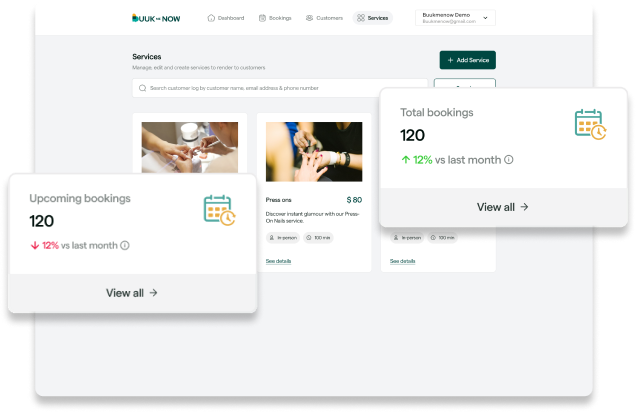 BUUK ME NOW
Dashboard
Bookings
Customers
Services
Buukmenow Demo
Buukmenow@gmail.com
Services
Manage, edit and create services to render to customers
+ Add Service
Search customer log by customer name, email address & phone number
Total bookings
120
12% vs last month
View all
Upcoming bookings
120
12% vs last month
View all
Press ons
$ 80
Discover instant glamour with our Press-
On Nails service.
In person
100 min
See details
In person
100 min
See details